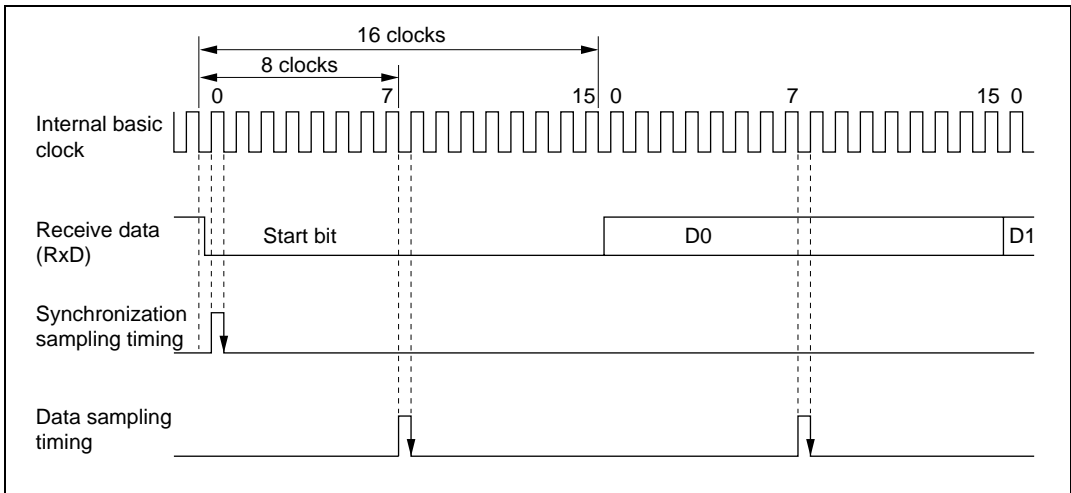 16 clocks
8 clocks
0 7 15 0 7 15 0
Internal basic
clock
Receive data
(RxD)
Start bit D0 D1
Synchronization
sampling timing
Data sampling
timing